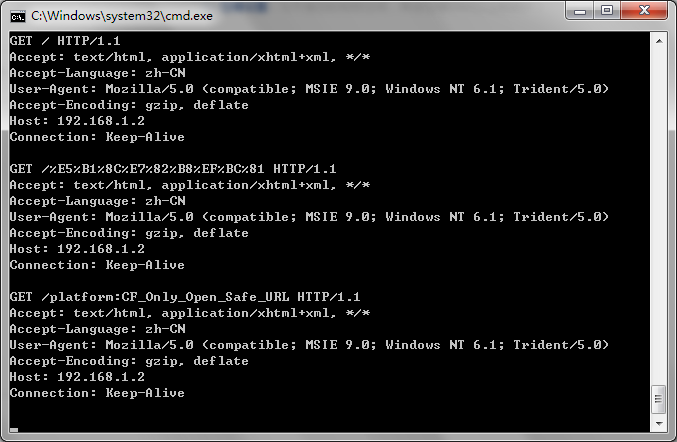 C:\Windows\system32\cmd.exe
GET / HTTP/1.1
Accept: text/html, application/xhtml+xml, */*
Accept-Language: zh-CN
User-Agent: Mozilla/5.0 (compatible; MSIE 9.0; Windows NT 6.1; Trident/5.0)
Accept-Encoding: gzip, deflate
Host: 192.168.1.2
Connection: Keep-Alive
GET /%E5%B1%8C%E7%82%B8%EF%BC%81 HTTP/1.1
Accept: text/html, application/xhtml+xml, */*
Accept-Language: zh-CN
User-Agent: Mozilla/5.0 (compatible; MSIE 9.0; Windows NT 6.1; Trident/5.0)
Accept-Encoding: gzip, deflate
Host: 192.168.1.2
Connection: Keep-Alive
GET /platform:CF_Only_Open_Safe_URL HTTP/1.1
Accept: text/html, application/xhtml+xml, */*
Accept-Language: zh-CN
User-Agent: Mozilla/5.0 (compatible; MSIE 9.0; Windows NT 6.1; Trident/5.0)
Accept-Encoding: gzip, deflate
Host: 192.168.1.2
Connection: Keep-Alive